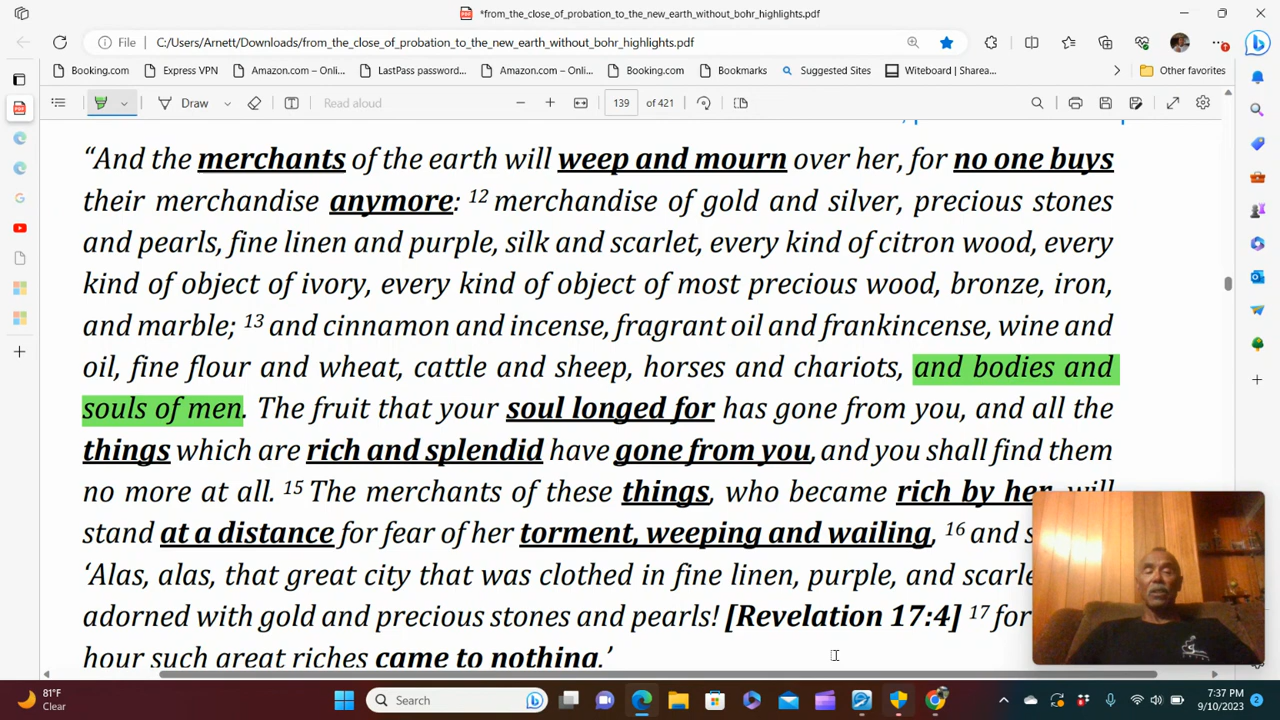 *from_the_close_of_probation_to_the_new_earth_without_bohr_highlights.pdf
File C:/Users/Arnett/Downloads/from_the_close_of_probation_to_the_new_earth_without_bohr_highlights.pdf
Booking.com Express VPN Amazon.com – Onli... LastPass password... Amazon.com – Onli... Booking.com Bookmarks Suggested Sites Witeboard | Sharea... Other favorites
Draw Read aloud 139 of 421
“And the merchants of the earth will weep and mourn over her, for no one buys
their merchandise anymore: 12 merchandise of gold and silver, precious stones
and pearls, fine linen and purple, silk and scarlet, every kind of citron wood, every
kind of object of ivory, every kind of object of most precious wood, bronze, iron,
and marble; 13 and cinnamon and incense, fragrant oil and frankincense, wine and
oil, fine flour and wheat, cattle and sheep, horses and chariots, and bodies and
souls of men. The fruit that your soul longed for has gone from you, and all the
things which are rich and splendid have gone from you, and you shall find them
no more at all. 15 The merchants of these things, who became rich by her, will
stand at a distance for fear of her torment, weeping and wailing, 16 and s
‘Alas, alas, that great city that was clothed in fine linen, purple, and scarle
adorned with gold and precious stones and pearls! [Revelation 17:4] 17 for
hour such great riches came to nothing.’
81°F
Clear
Search
7:37 PM
9/10/2023
2